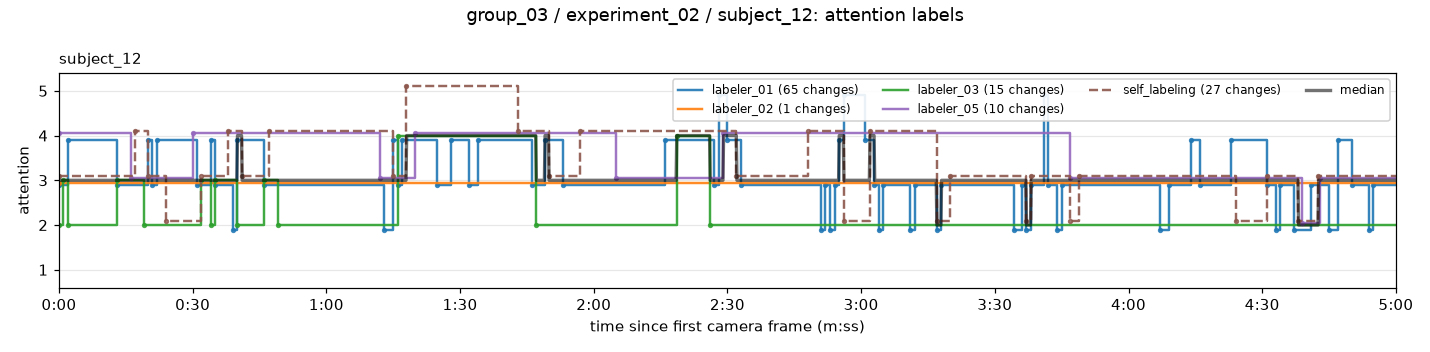 group_03 / experiment_02 / subject_12: attention labels
subject_12
labeler_01 (65 changes)
labeler_02 (1 changes)
labeler_03 (15 changes)
labeler_05 (10 changes)
self_labeling (27 changes)
median
attention
5
4
3
2
1
0:00 0:30 1:00 1:30 2:00 2:30 3:00 3:30 4:00 4:30 5:00
time since first camera frame (m:ss)